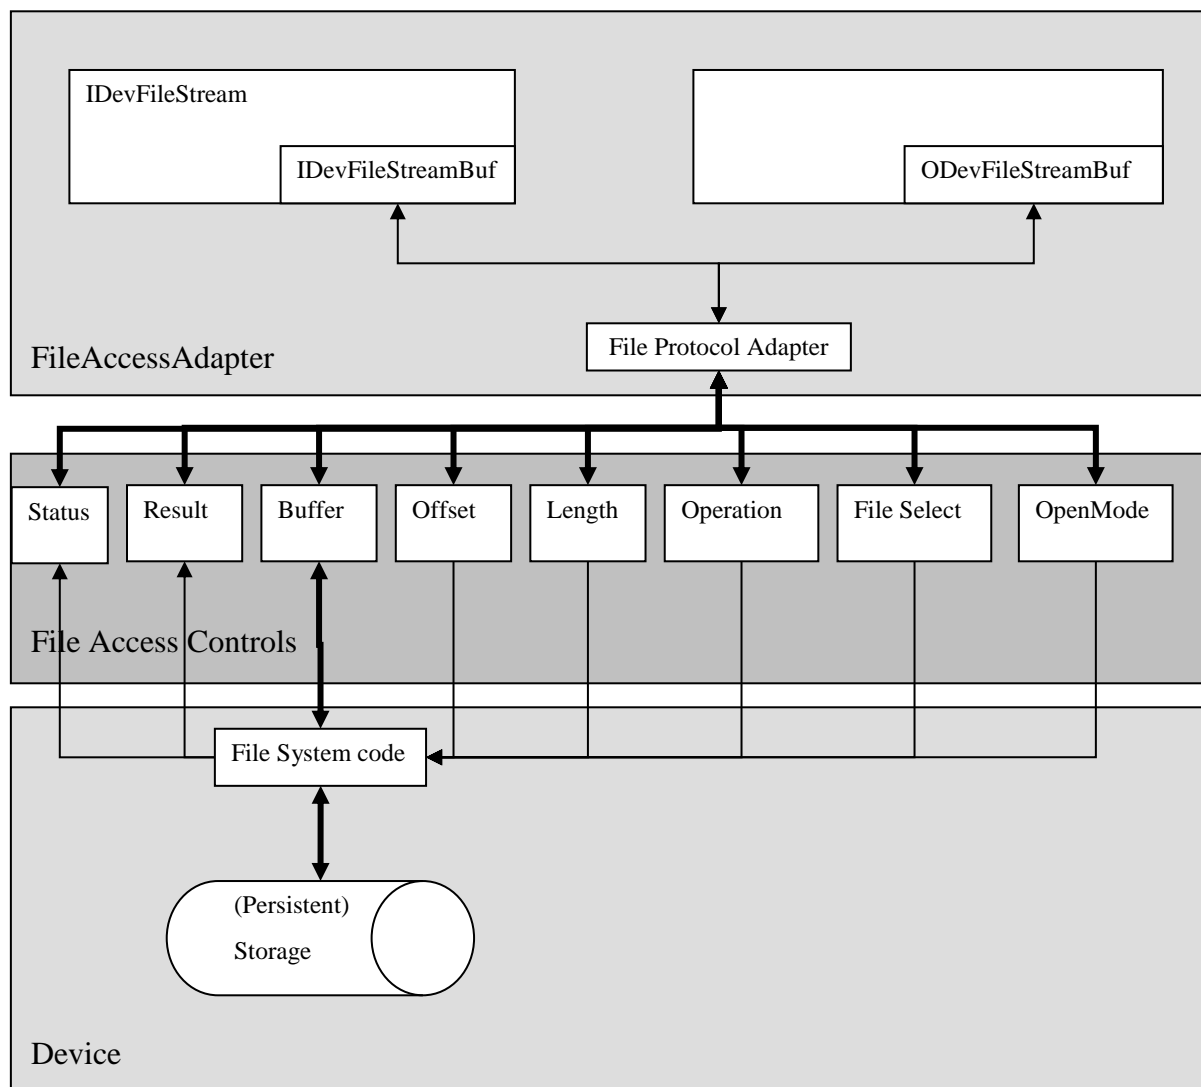 IDevFileStream
IDevFileStreamBuf
ODevFileStreamBuf
File Protocol Adapter
FileAccessAdapter
Status
Result
Buffer
Offset
Length
Operation
File Select
OpenMode
File Access Controls
File System code
(Persistent)
Storage
Device